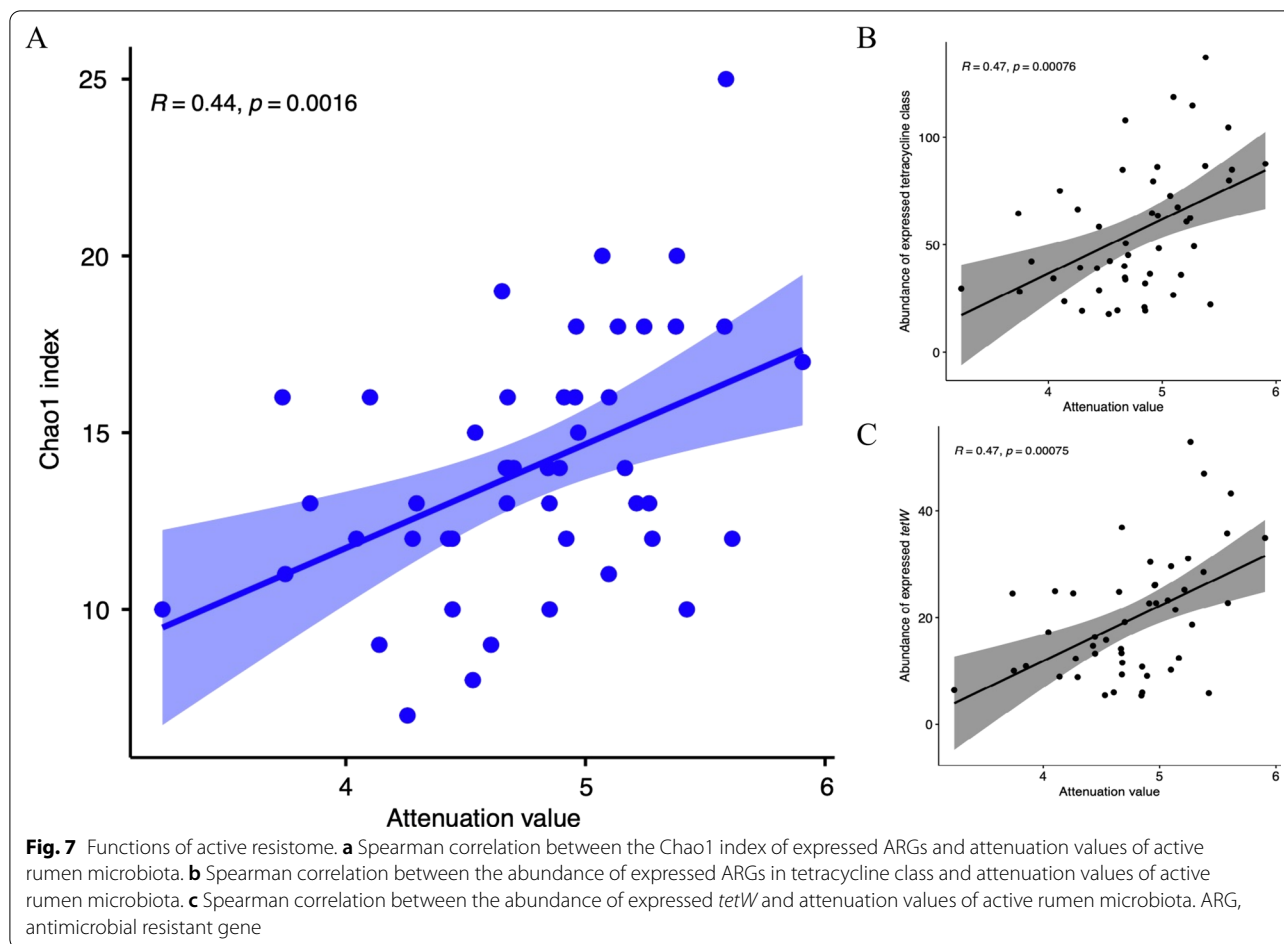 A
25
20
15
10
Chao1 index
R = 0.44, p = 0.0016
4 5 6
Attenuation value
B
100
50
0
Abundance of expressed tetracycline class
R = 0.47, p = 0.00076
4 5 6
Attenuation value
C
40
20
0
Abundance of expressed tetW
R = 0.47, p = 0.00075
4 5 6
Attenuation value
Fig. 7 Functions of active resistome. a Spearman correlation between the Chao1 index of expressed ARGs and attenuation values of active
rumen microbiota. b Spearman correlation between the abundance of expressed ARGs in tetracycline class and attenuation values of active
rumen microbiota. c Spearman correlation between the abundance of expressed tetW and attenuation values of active rumen microbiota. ARG,
antimicrobial resistant gene